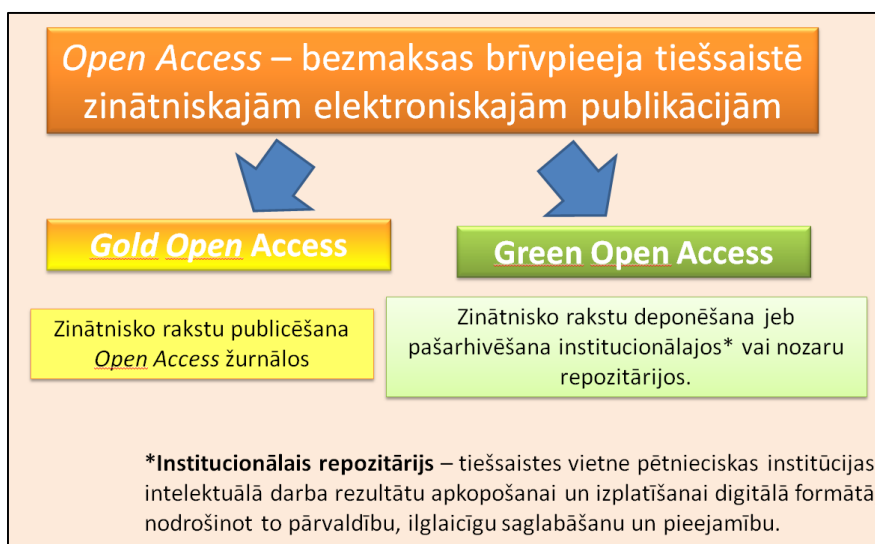 Open Access – bezmaksas brīvpieeja tiešsaistē
zinātniskajām elektroniskajām publikācijām
Gold Open Access
Green Open Access
Zinātnisko rakstu publicēšana
Open Access žurnālos
Zinātnisko rakstu deponēšana jeb
pašarhivēšana institucionālajos* vai nozaru
repozitārijos.
*Institucionālais repozitārijs – tiešsaistes vietne pētnieciskas institūcijas
intelektuālā darba rezultātu apkopošanai un izplatīšanai digitālā formātā
nodrošinot to pārvaldību, ilglaicīgu saglabāšanu un pieejamību.